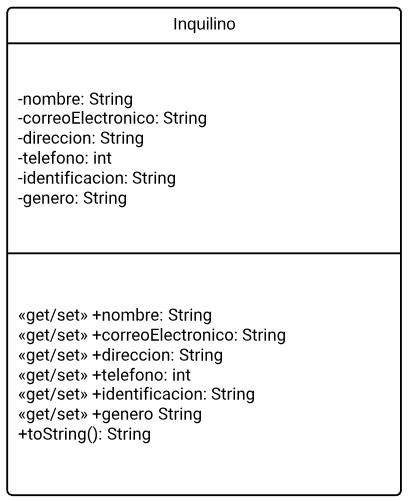 Inquilino
-nombre: String
-correoElectronico: String
-direccion: String
-telefono: int
-identificacion: String
-genero: String
«get/set» +nombre: String
«get/set» +correoElectronico: String
«get/set» +direccion: String
«get/set» +telefono: int
«get/set» +identificacion: String
«get/set» +genero String
+toString(): String